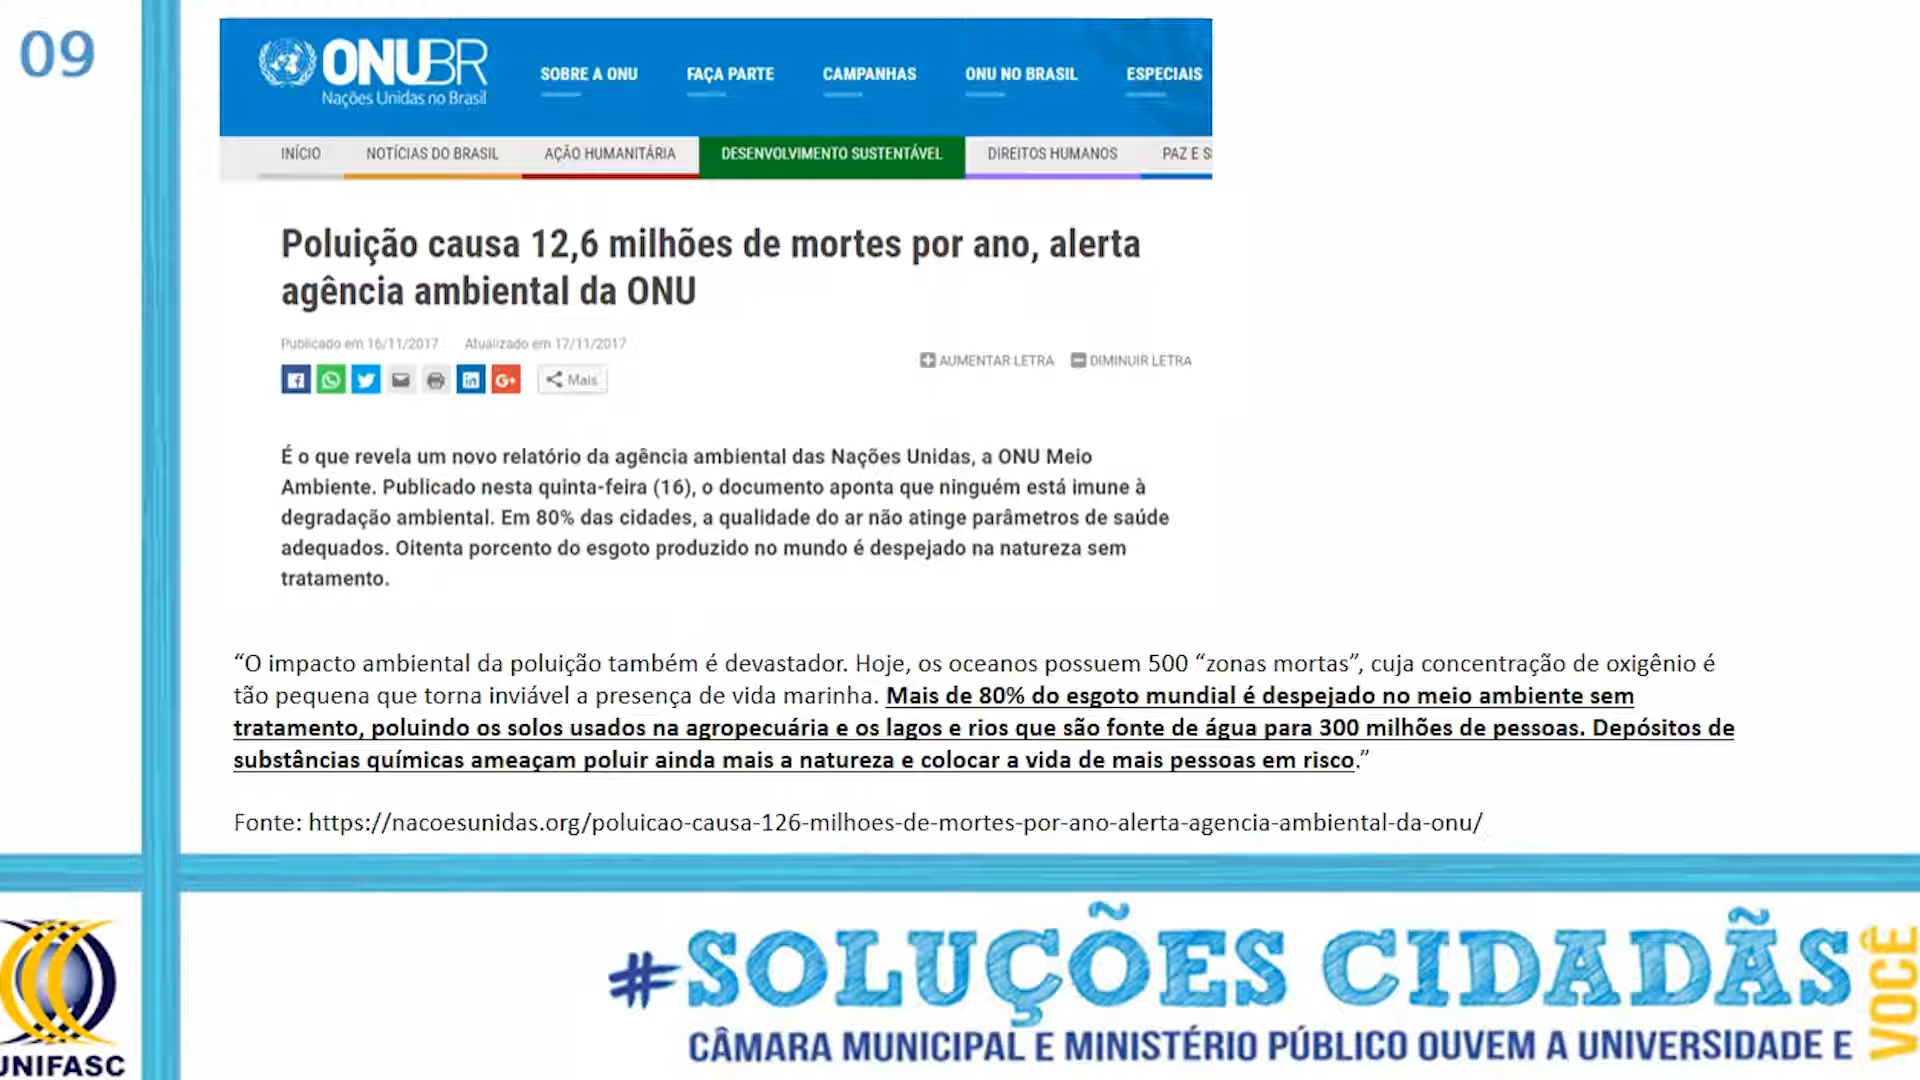 09
ONUBR
Nações Unidas no Brasil
SOBRE A ONU FAÇA PARTE CAMPANHAS ONU NO BRASIL ESPECIAIS
INÍCIO NOTÍCIAS DO BRASIL AÇÃO HUMANITÁRIA DESENVOLVIMENTO SUSTENTÁVEL DIREITOS HUMANOS PAZ E S
Poluição causa 12,6 milhões de mortes por ano, alerta
agência ambiental da ONU
Publicado em 16/11/2017 Atualizado em 17/11/2017
AUMENTAR LETRA DIMINUIR LETRA
G+ Mais
É o que revela um novo relatório da agência ambiental das Nações Unidas, a ONU Meio
Ambiente. Publicado nesta quinta-feira (16), o documento aponta que ninguém está imune à
degradação ambiental. Em 80% das cidades, a qualidade do ar não atinge parâmetros de saúde
adequados. Oitenta porcento do esgoto produzido no mundo é despejado na natureza sem
tratamento.
“O impacto ambiental da poluição também é devastador. Hoje, os oceanos possuem 500 “zonas mortas”, cuja concentração de oxigênio é
tão pequena que torna inviável a presença de vida marinha. Mais de 80% do esgoto mundial é despejado no meio ambiente sem
tratamento, poluindo os solos usados na agropecuária e os lagos e rios que são fonte de água para 300 milhões de pessoas. Depósitos de
substâncias químicas ameaçam poluir ainda mais a natureza e colocar a vida de mais pessoas em risco.”
Fonte: https://nacoesunidas.org/poluicao-causa-126-milhoes-de-mortes-por-ano-alerta-agencia-ambiental-da-onu/
UNIFASC
#SOLUÇÕES CIDADÃS
CÂMARA MUNICIPAL E MINISTÉRIO PÚBLICO OUVEM A UNIVERSIDADE E VOCÊ